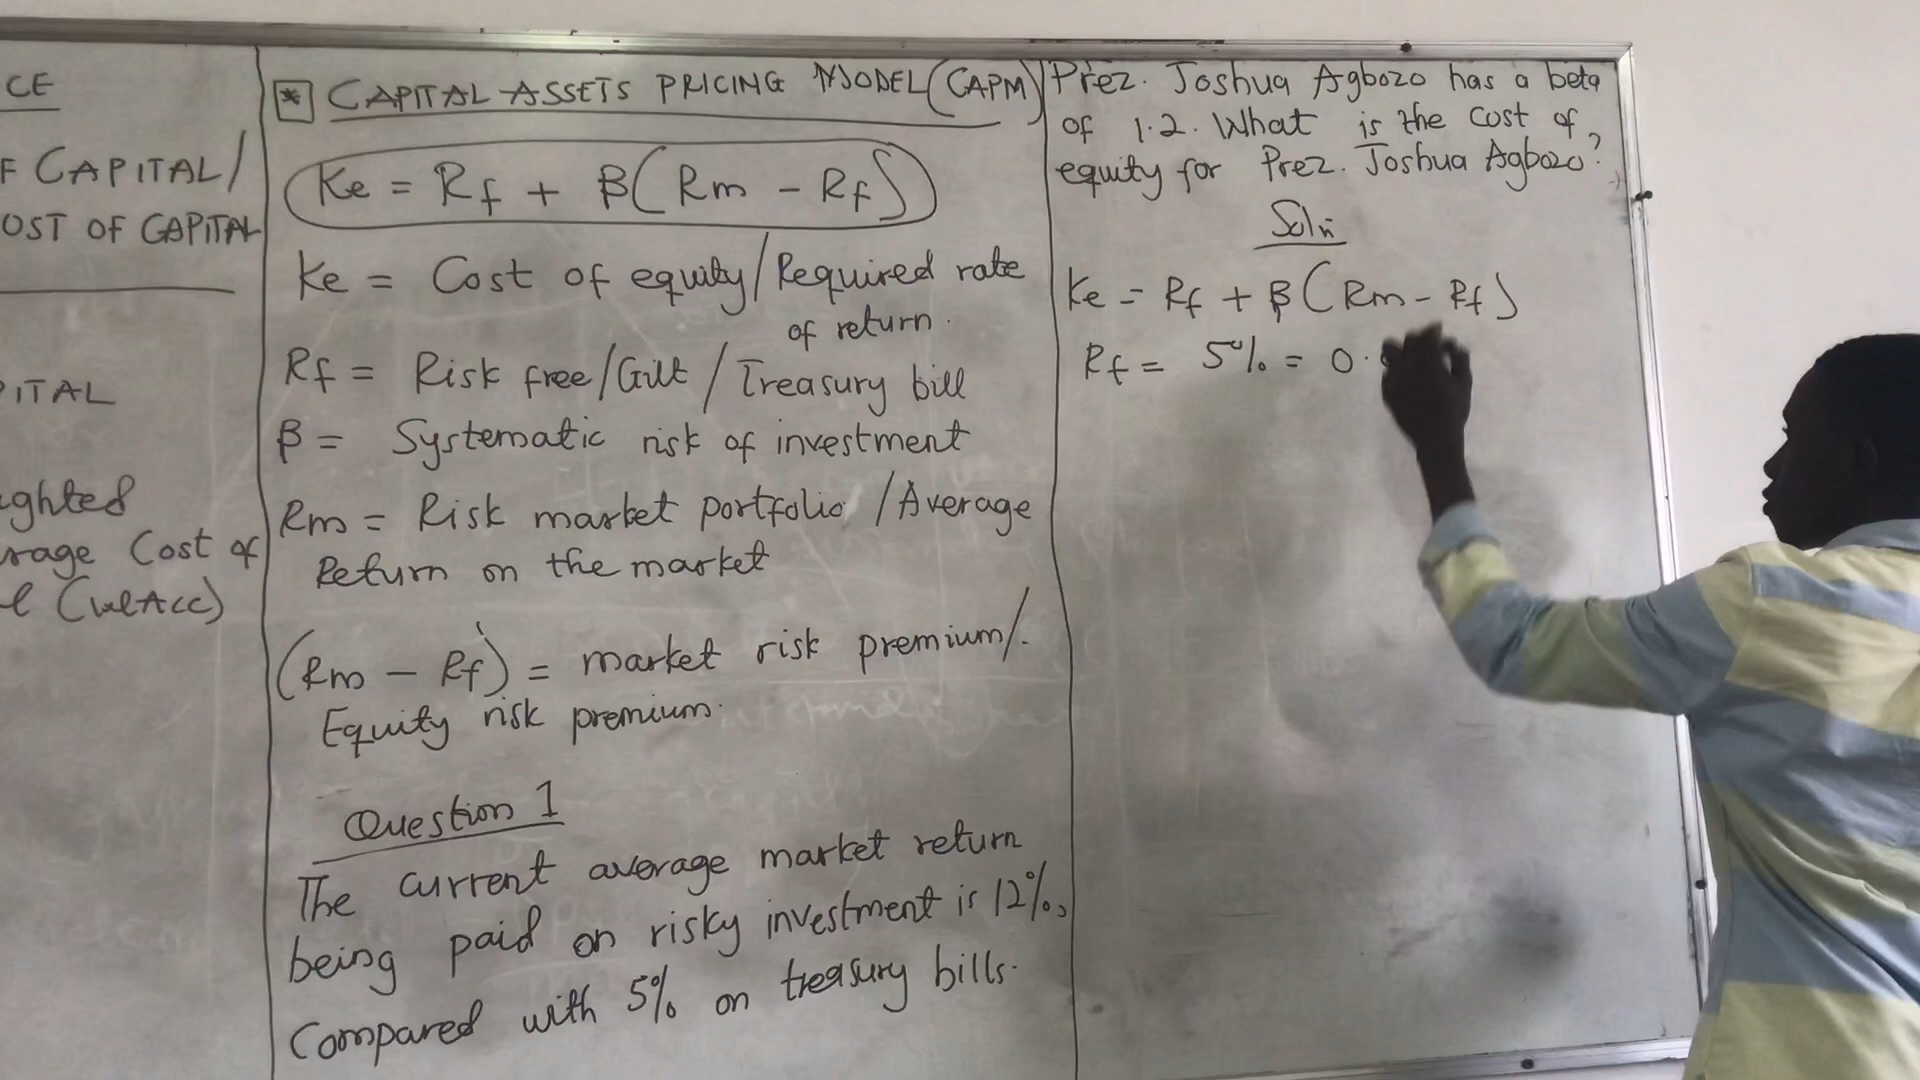 CE
F CAPITAL/
OST OF CAPITAL
ITAL
ghted
rage Cost of
l (WACC)
* CAPITAL ASSETS PRICING MODEL (CAPM)
Ke = Rf + β(Rm - Rf)
Ke = Cost of equity/Required rate
of return.
Rf = Risk free/Gilt/Treasury bill
β = Systematic risk of investment
Rm = Risk market portfolio/Average
Return on the market
(Rm - Rf) = market risk premium/
Equity risk premium.
Question 1
The current average market return
being paid on risky investment is 12%,
Compared with 5% on treasury bills.
Prez. Joshua Agbozo has a beta
of 1.2. What is the cost of
equity for Prez. Joshua Agbozo?
Soln
Ke = Rf + β(Rm - Rf)
Rf = 5% = 0.